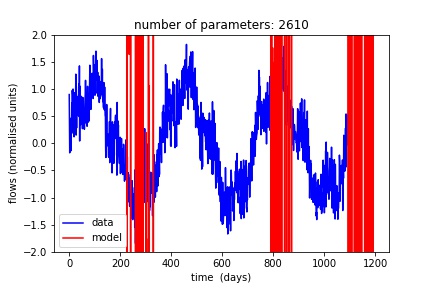 number of parameters: 2610
flows (normalised units)
2.0
1.5
1.0
0.5
0.0
−0.5
−1.0
−1.5
−2.0
data
model
0 200 400 600 800 1000 1200
time (days)